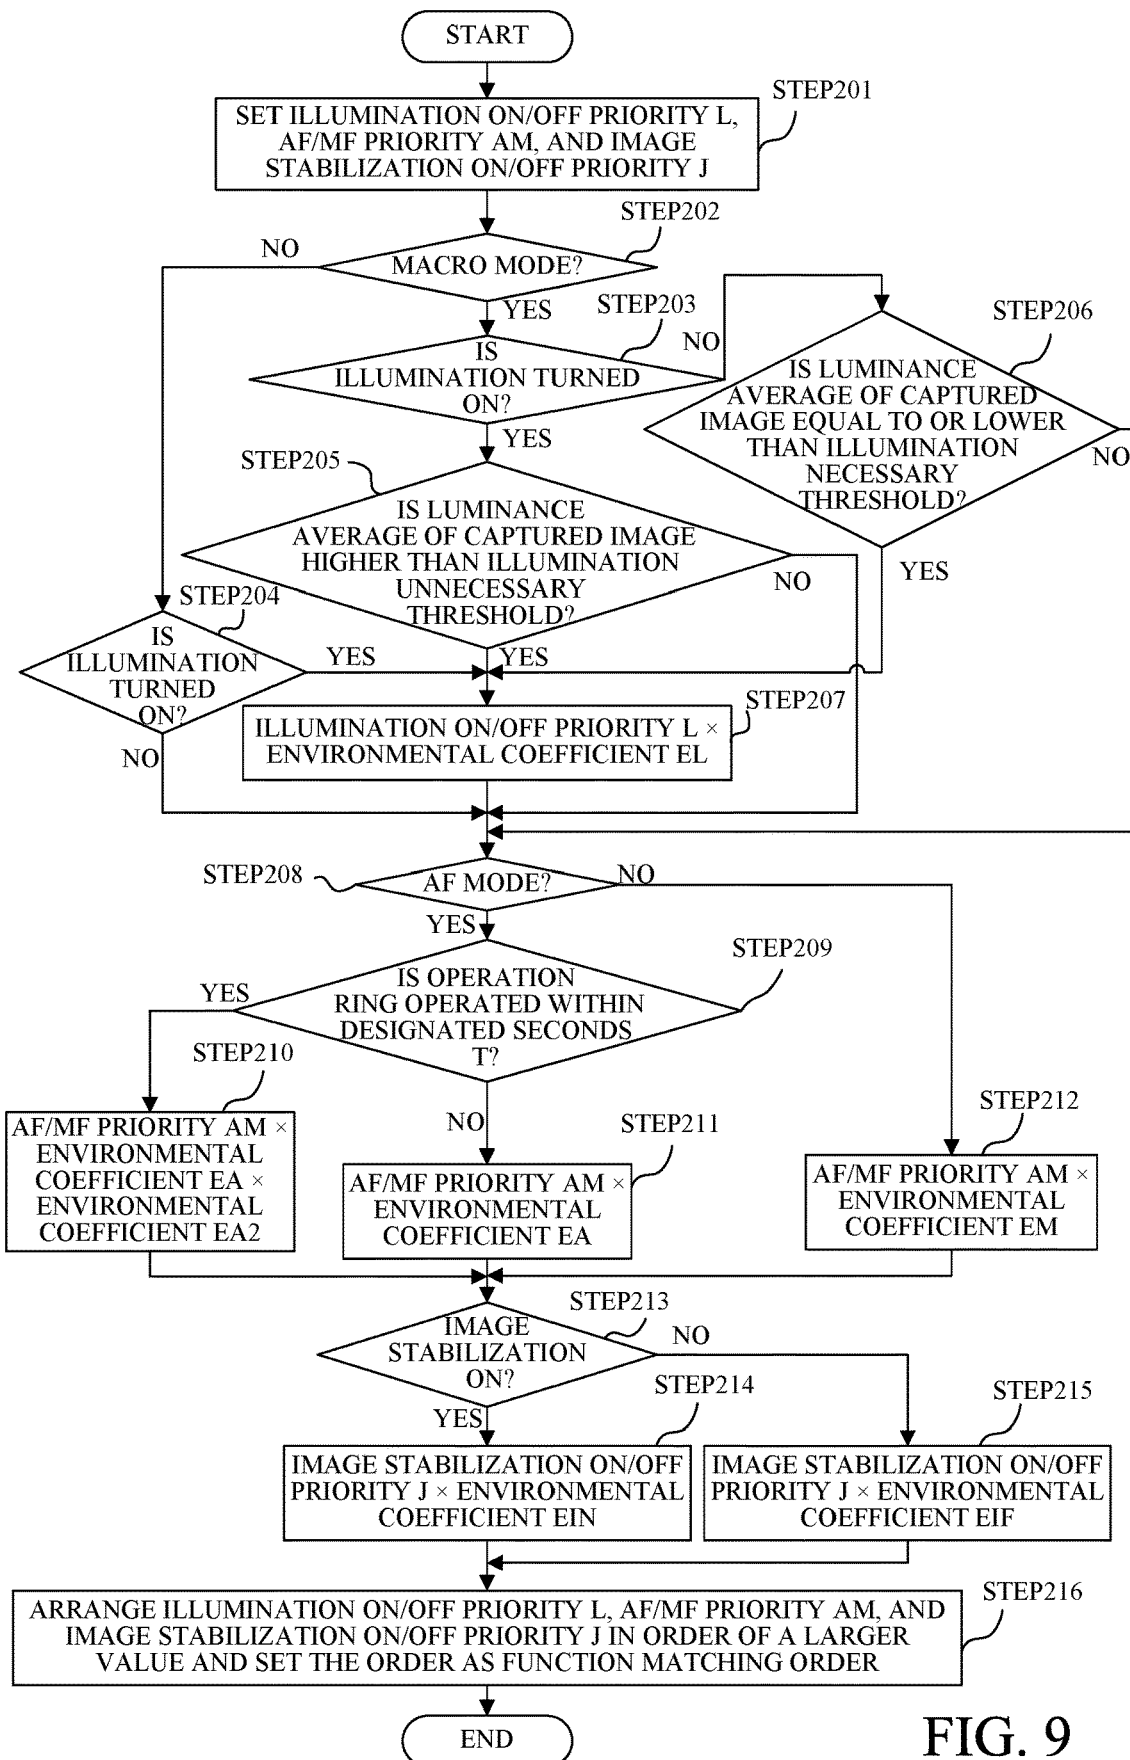 START
STEP201
SET ILLUMINATION ON/OFF PRIORITY L,
AF/MF PRIORITY AM, AND IMAGE
STABILIZATION ON/OFF PRIORITY J
STEP202
NO
MACRO MODE?
YES
STEP203
NO
IS
ILLUMINATION TURNED
ON?
YES
STEP206
IS LUMINANCE
AVERAGE OF CAPTURED
IMAGE EQUAL TO OR LOWER
THAN ILLUMINATION
NECESSARY
THRESHOLD?
NO
YES
STEP205
IS LUMINANCE
AVERAGE OF CAPTURED IMAGE
HIGHER THAN ILLUMINATION
UNNECESSARY
THRESHOLD?
NO
YES
STEP204
IS
ILLUMINATION
TURNED
ON?
YES
NO
STEP207
ILLUMINATION ON/OFF PRIORITY L ×
ENVIRONMENTAL COEFFICIENT EL
STEP208
AF MODE?
NO
YES
STEP209
IS OPERATION
RING OPERATED WITHIN
DESIGNATED SECONDS
T?
YES
NO
STEP210
AF/MF PRIORITY AM ×
ENVIRONMENTAL
COEFFICIENT EA ×
ENVIRONMENTAL
COEFFICIENT EA2
STEP211
AF/MF PRIORITY AM ×
ENVIRONMENTAL
COEFFICIENT EA
STEP212
AF/MF PRIORITY AM ×
ENVIRONMENTAL
COEFFICIENT EM
STEP213
IMAGE
STABILIZATION
ON?
NO
YES
STEP214
IMAGE STABILIZATION ON/OFF
PRIORITY J × ENVIRONMENTAL
COEFFICIENT EIN
STEP215
IMAGE STABILIZATION ON/OFF
PRIORITY J × ENVIRONMENTAL
COEFFICIENT EIF
STEP216
ARRANGE ILLUMINATION ON/OFF PRIORITY L, AF/MF PRIORITY AM, AND
IMAGE STABILIZATION ON/OFF PRIORITY J IN ORDER OF A LARGER
VALUE AND SET THE ORDER AS FUNCTION MATCHING ORDER
END
FIG. 9